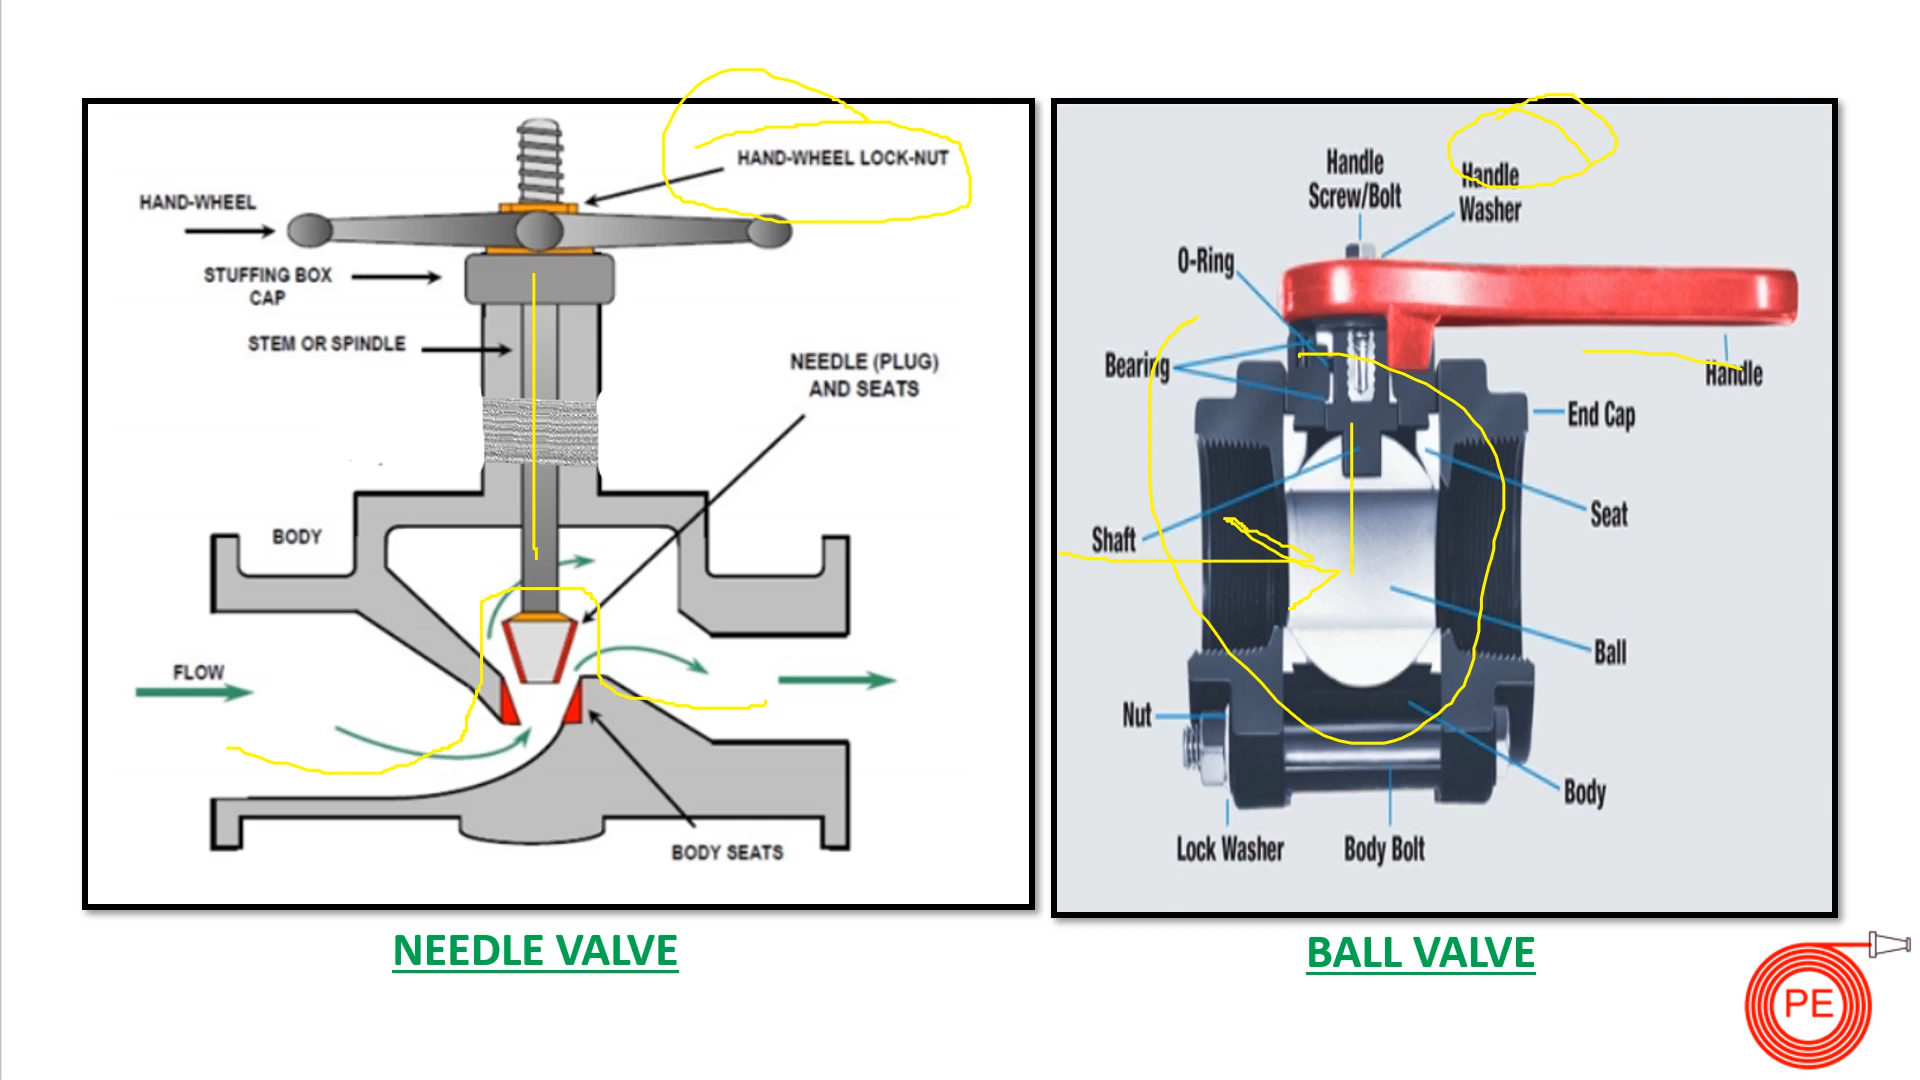 HAND-WHEEL LOCK-NUT
HAND-WHEEL
STUFFING BOX
CAP
STEM OR SPINDLE
NEEDLE (PLUG)
AND SEATS
BODY
FLOW
BODY SEATS
NEEDLE VALVE
Handle
Screw/Bolt
Handle
Washer
O-Ring
Bearing
Handle
End Cap
Seat
Shaft
Ball
Nut
Body
Lock Washer
Body Bolt
BALL VALVE
PE